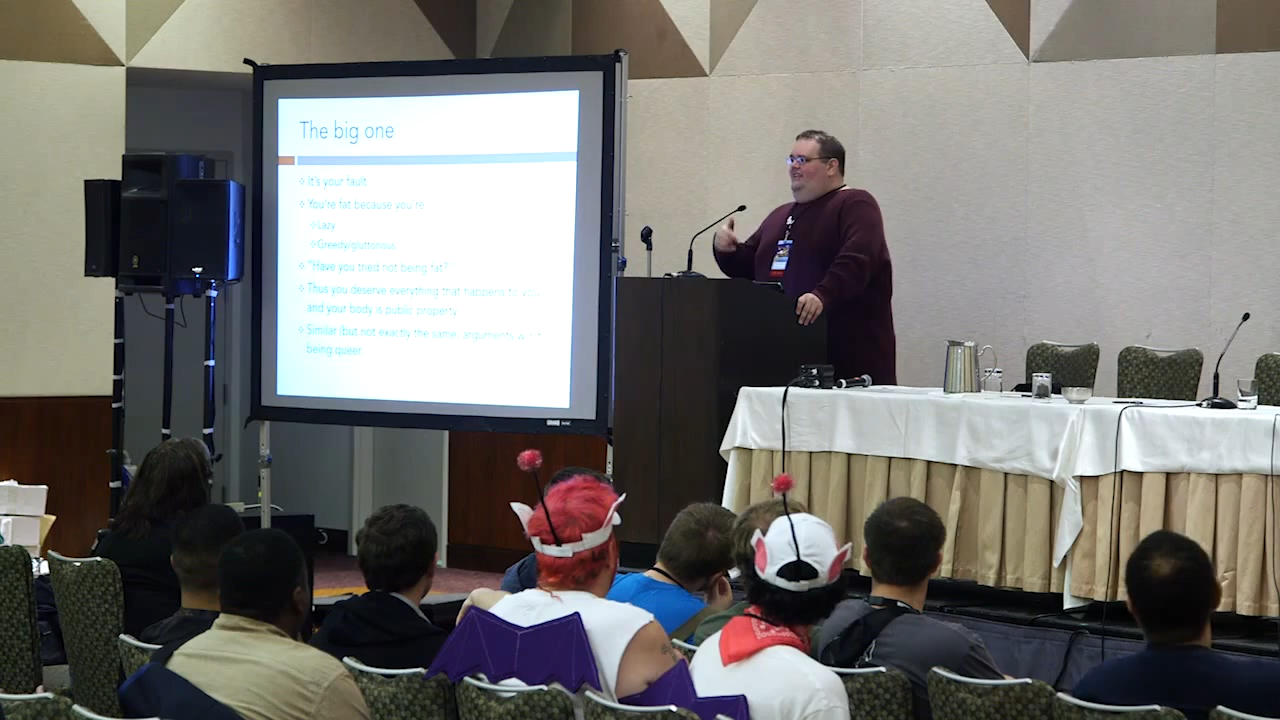 The big one
It's your fault
You're fat because you're
Lazy
Greedy/gluttonous
"Have you tried not being fat?
Thus you deserve everything that happens to you
and your body is public property
Similar (but not exactly the same) arguments
being queer